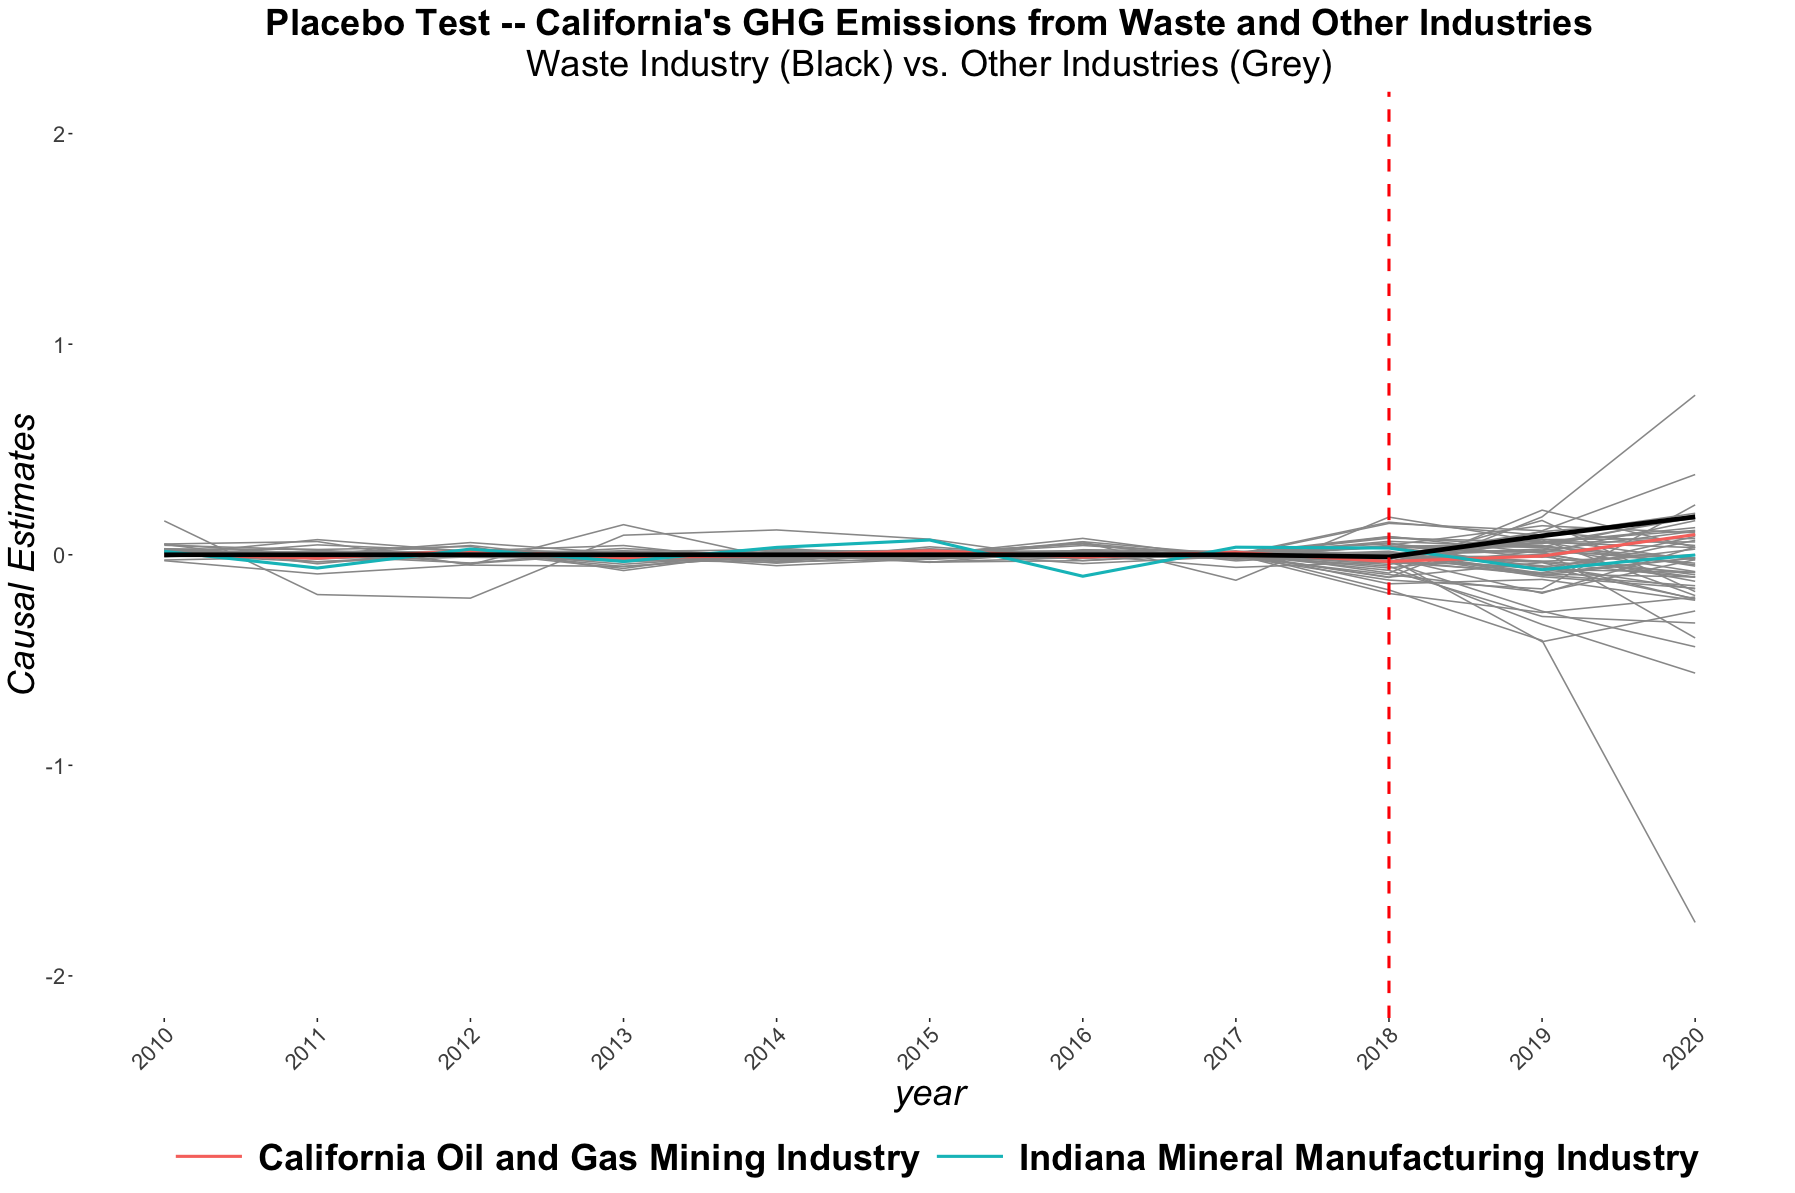 Placebo Test -- California's GHG Emissions from Waste and Other Industries
Waste Industry (Black) vs. Other Industries (Grey)
Causal Estimates
2
1
0
-1
-2
2010
2011
2012
2013
2014
2015
2016
2017
2018
2019
2020
year
California Oil and Gas Mining Industry
Indiana Mineral Manufacturing Industry